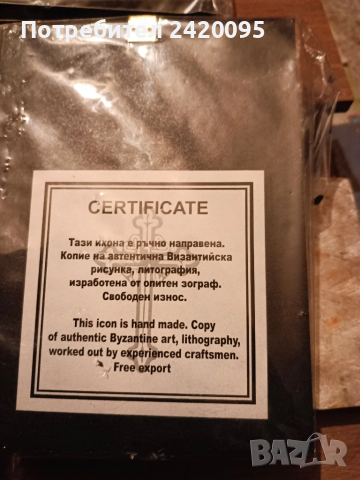 Потребител 2420095
CERTIFICATE
Тази икона е ръчно направена.
Копие на автентична Византийска
рисунка, литография,
изработена от опитен зограф.
Свободен износ.
This icon is hand made. Copy
of authentic Byzantine art, lithography,
worked out by experienced craftsmen.
Free export
BAZAR